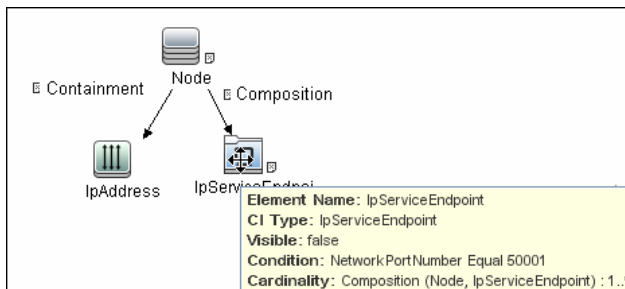 Node
Containment
Composition
IpAddress
Element Name: IpServiceEndpoint
CI Type: IpServiceEndpoint
Visible: false
Condition: NetworkPortNumber Equal 50001
Cardinality: Composition (Node, IpServiceEndpoint) : 1..